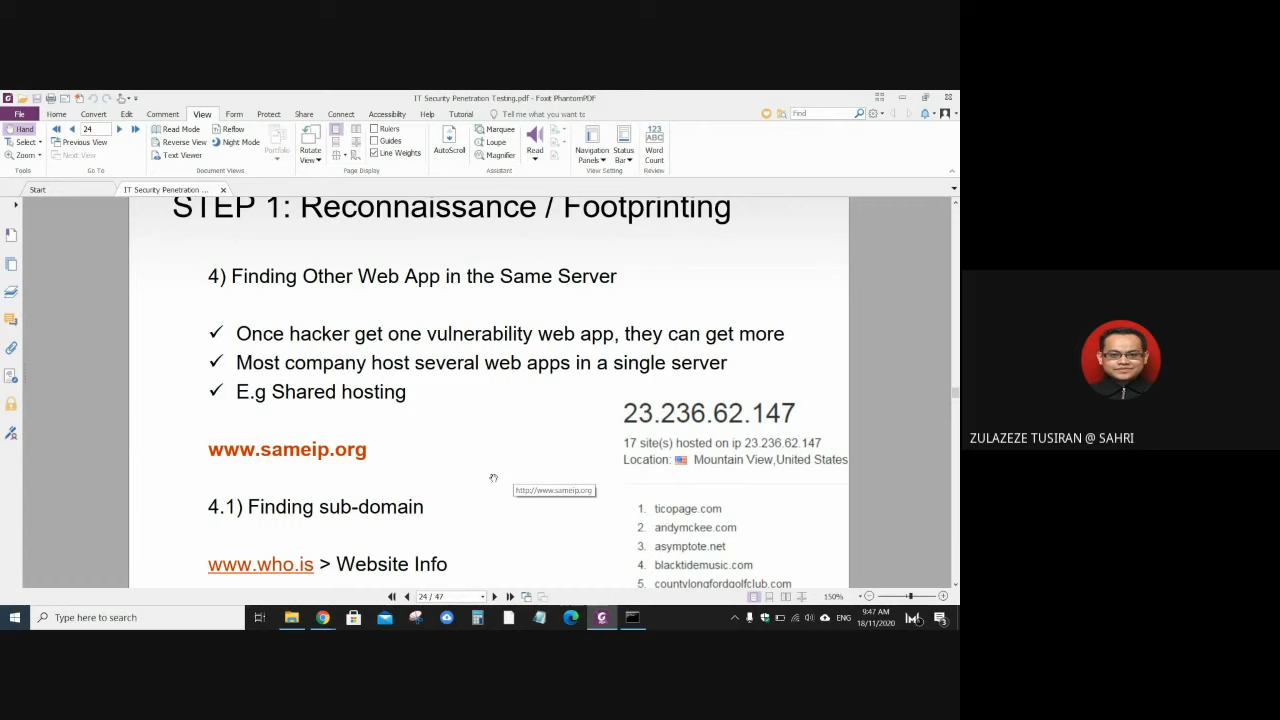 IT Security Penetration Testing.pdf - Foxit PhantomPDF
File Home Convert Edit View Comment Accessibility Form Protect Share Connect Help Tutorial Tell me what you want to Find
Hand 24 Read Mode Reflow Rulers Marquee
Select Previous View Reverse View Night Mode Guides Loupe
Zoom Next View Text Viewer Line Weights Magnifier
Portfolio Rotate View AutoScroll Read Navigation Panels Status Bar Word Count
Tools Go To Document Views Page Display Assistant View Setting Review
Start IT Security Penetration ...
STEP 1: Reconnaissance / Footprinting
4) Finding Other Web App in the Same Server
✓ Once hacker get one vulnerability web app, they can get more
✓ Most company host several web apps in a single server
✓ E.g Shared hosting
23.236.62.147
17 site(s) hosted on ip 23.236.62.147
Location: Mountain View,United States
www.sameip.org
http://www.sameip.org
1. ticopage.com
2. andymckee.com
3. asymptote.net
4. blacktidemusic.com
5. countylongfordgolfclub.com
4.1) Finding sub-domain
www.who.is > Website Info
24 / 47
150%
Type here to search
ENG
9:47 AM
18/11/2020
3
ZULAZEZE TUSIRAN @ SAHRI